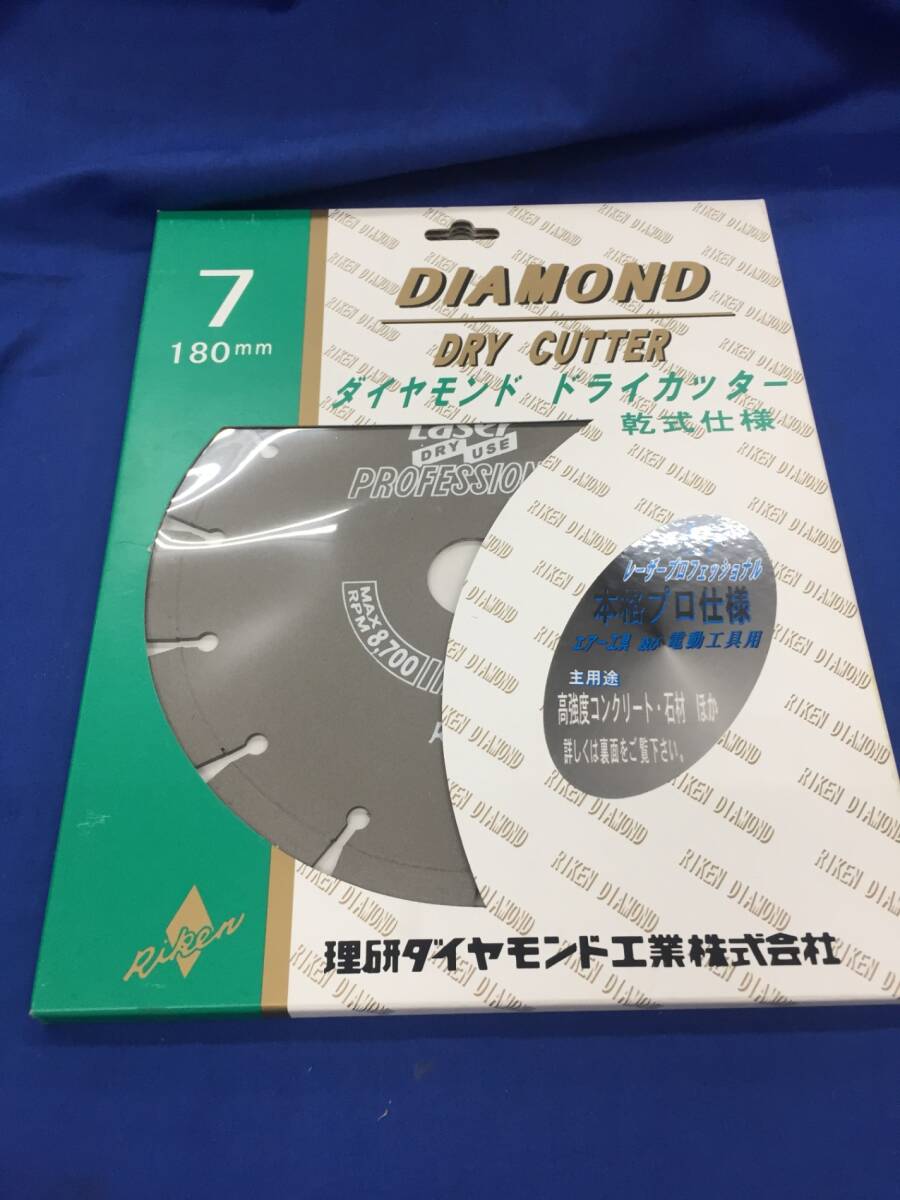 7
180mm
DIAMOND
DRY CUTTER
ダイヤモンド ドライカッター
乾式仕様
Laser
DRY USE
PROFESSION
MAX
RPM 8,700
レーザープロフェッショナル
本格プロ仕様
エアー工具 及び 電動工具用
主用途
高強度コンクリート・石材 ほか
詳しくは裏面をご覧下さい。
Riken
理研ダイヤモンド工業株式会社
RIKEN DIAMOND